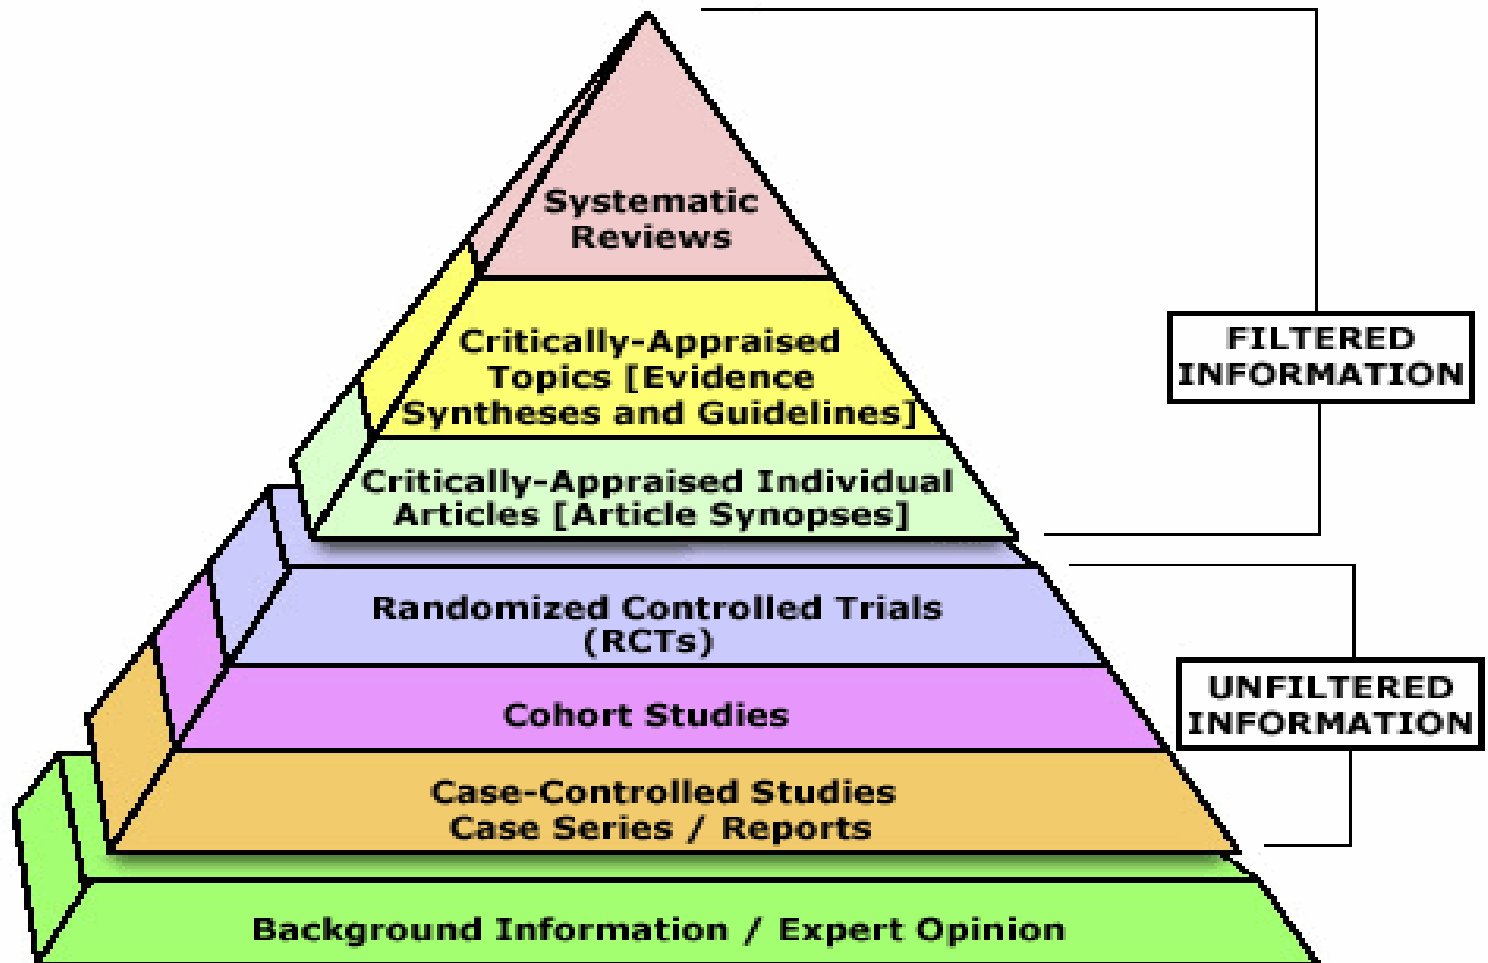 Systematic
Reviews
Critically-Appraised
Topics [Evidence
Syntheses and Guidelines]
Critically-Appraised Individual
Articles [Article Synopses]
Randomized Controlled Trials
(RCTs)
Cohort Studies
Case-Controlled Studies
Case Series / Reports
Background Information / Expert Opinion
FILTERED
INFORMATION
UNFILTERED
INFORMATION